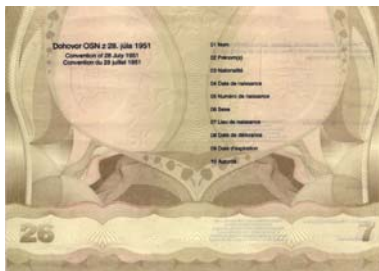 Dohovor OSN z 28. júla 1951
Convention of 28 July 1951
Convention du 28 juillet 1951
01 Nom
02 Prénom(s)
03 Nationalité
04 Date de naissance
05 Numéro de naissance
06 Sexe
07 Lieu de naissance
08 Date de délivrance
09 Date d'expiration
10 Autorité
26
7